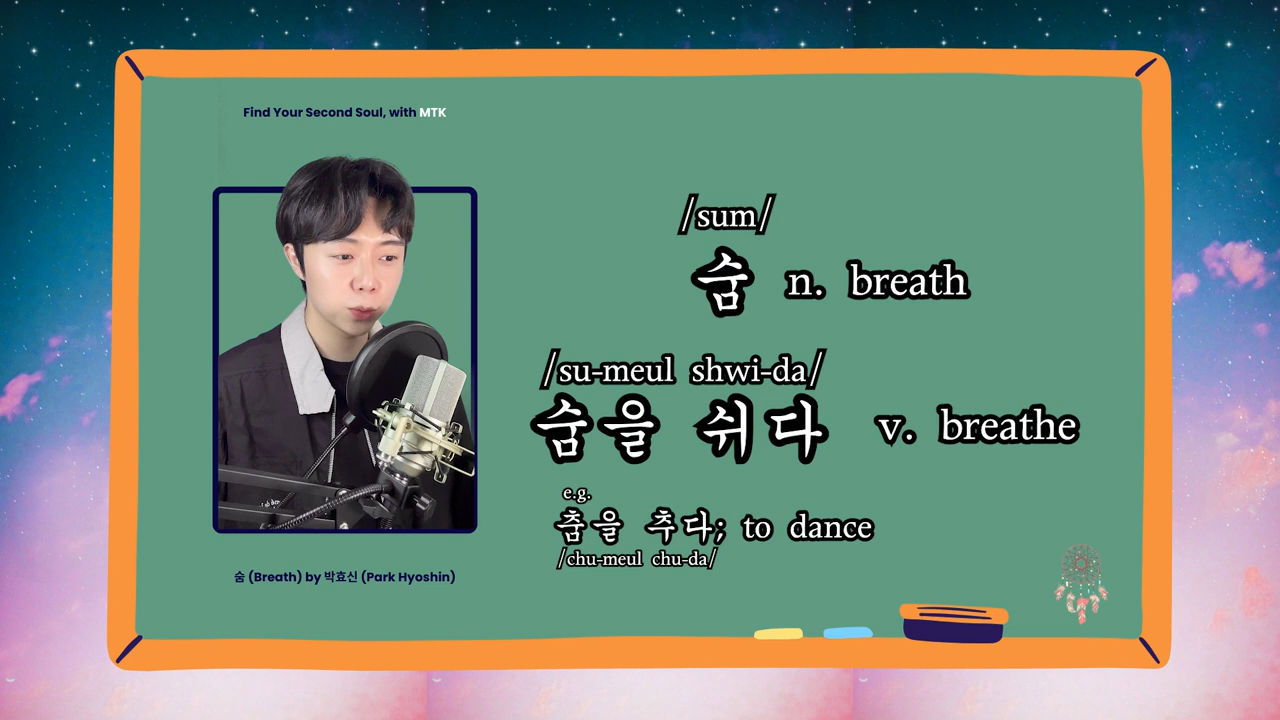 Find Your Second Soul, with MTK
/sum/
숨 n. breath
/su-meul shwi-da/
숨을 쉬다 v. breathe
e.g.
춤을 추다; to dance
/chu-meul chu-da/
숨 (Breath) by 박효신 (Park Hyoshin)